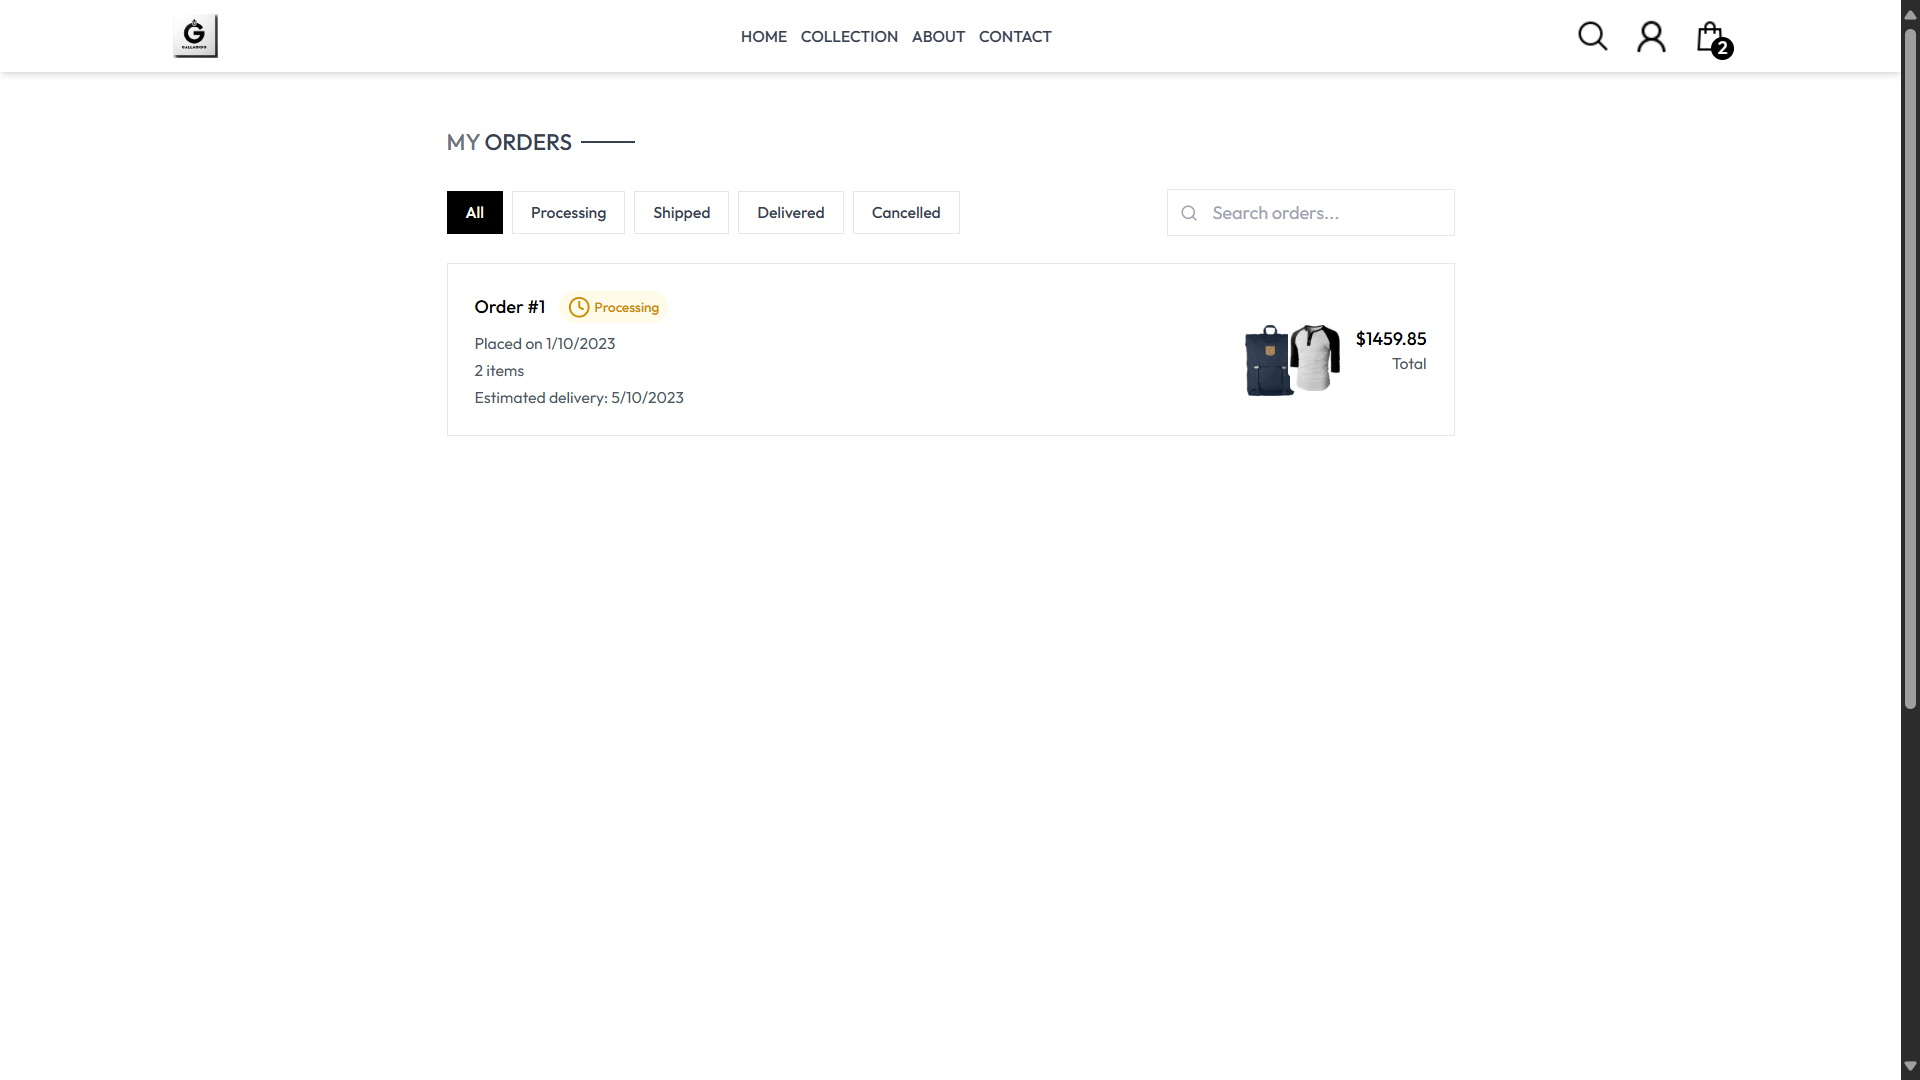 G
GALLARDO
HOME COLLECTION ABOUT CONTACT
2
MY ORDERS
All Processing Shipped Delivered Cancelled
Search orders...
Order #1 Processing
Placed on 1/10/2023
2 items
Estimated delivery: 5/10/2023
$1459.85
Total